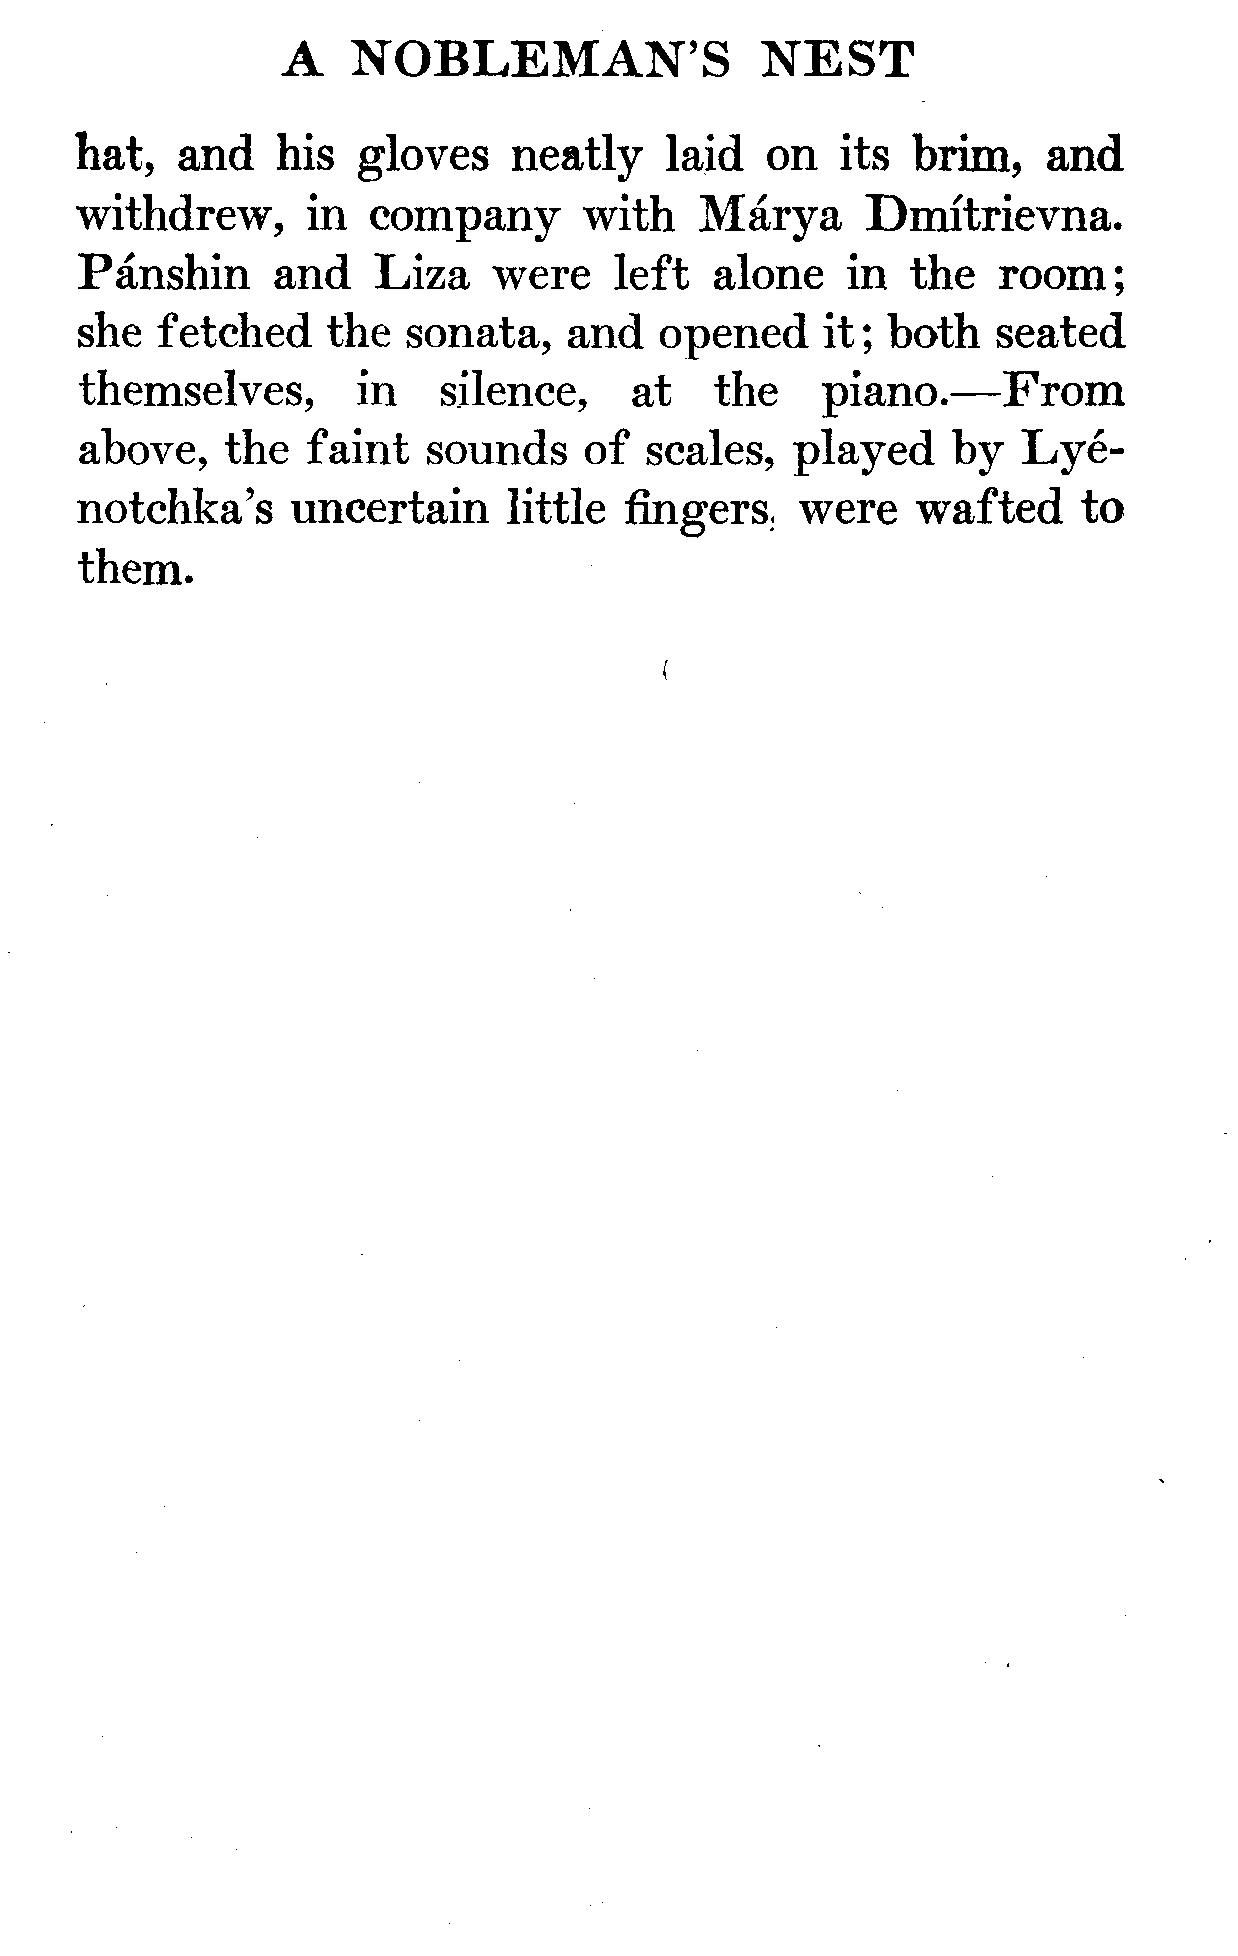 A NOBLEMAN'S NEST
hat, and his gloves neatly laid on its brim, and
withdrew, in company with Márya Dmítrievna.
Pánshin and Liza were left alone in the room;
she fetched the sonata, and opened it; both seated
themselves, in silence, at the piano.—From
above, the faint sounds of scales, played by Lyé-
notchka's uncertain little fingers, were wafted to
them.